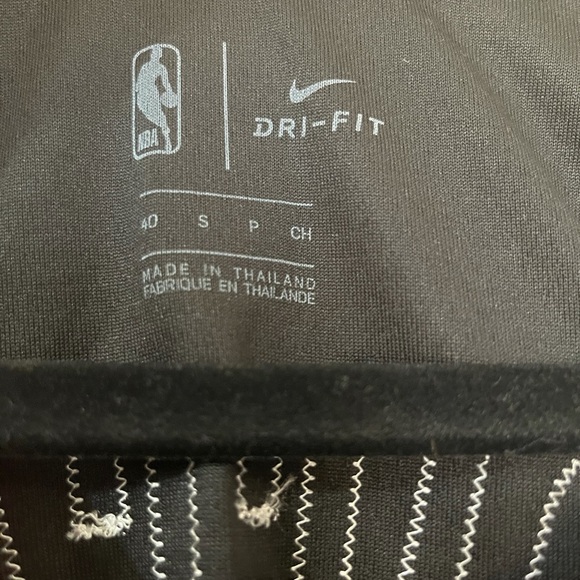 NBA
DRI-FIT
40 S P CH
MADE IN THAILAND
FABRIQUE EN THAILANDE